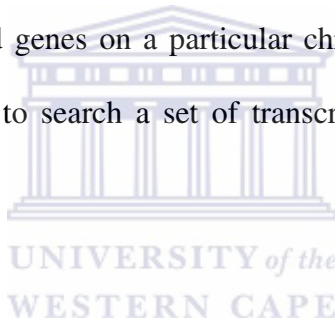 l genes on a particular ch
to search a set of transcr
UNIVERSITY of the
WESTERN CAPE